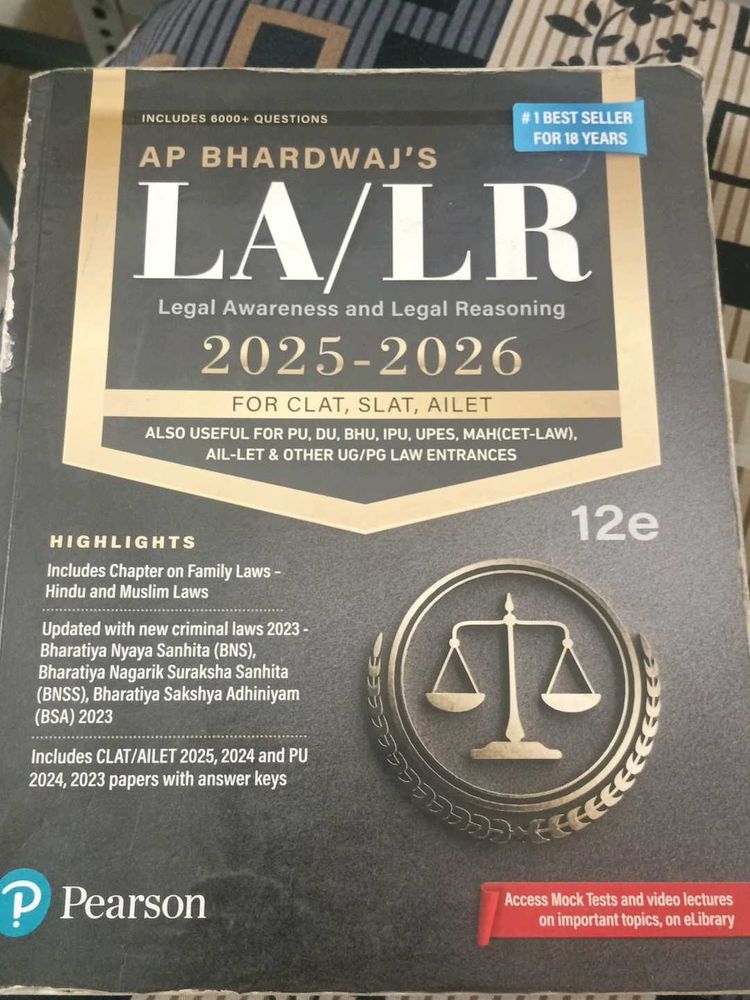 INCLUDES 6000+ QUESTIONS
#1 BEST SELLER
FOR 18 YEARS
AP BHARDWAJ'S
LA/LR
Legal Awareness and Legal Reasoning
2025-2026
FOR CLAT, SLAT, AILET
ALSO USEFUL FOR PU, DU, BHU, IPU, UPES, MAH(CET-LAW),
AIL-LET & OTHER UG/PG LAW ENTRANCES
12e
HIGHLIGHTS
Includes Chapter on Family Laws –
Hindu and Muslim Laws
Updated with new criminal laws 2023 -
Bharatiya Nyaya Sanhita (BNS),
Bharatiya Nagarik Suraksha Sanhita
(BNSS), Bharatiya Sakshya Adhiniyam
(BSA) 2023
Includes CLAT/AILET 2025, 2024 and PU
2024, 2023 papers with answer keys
P Pearson
Access Mock Tests and video lectures
on important topics, on eLibrary